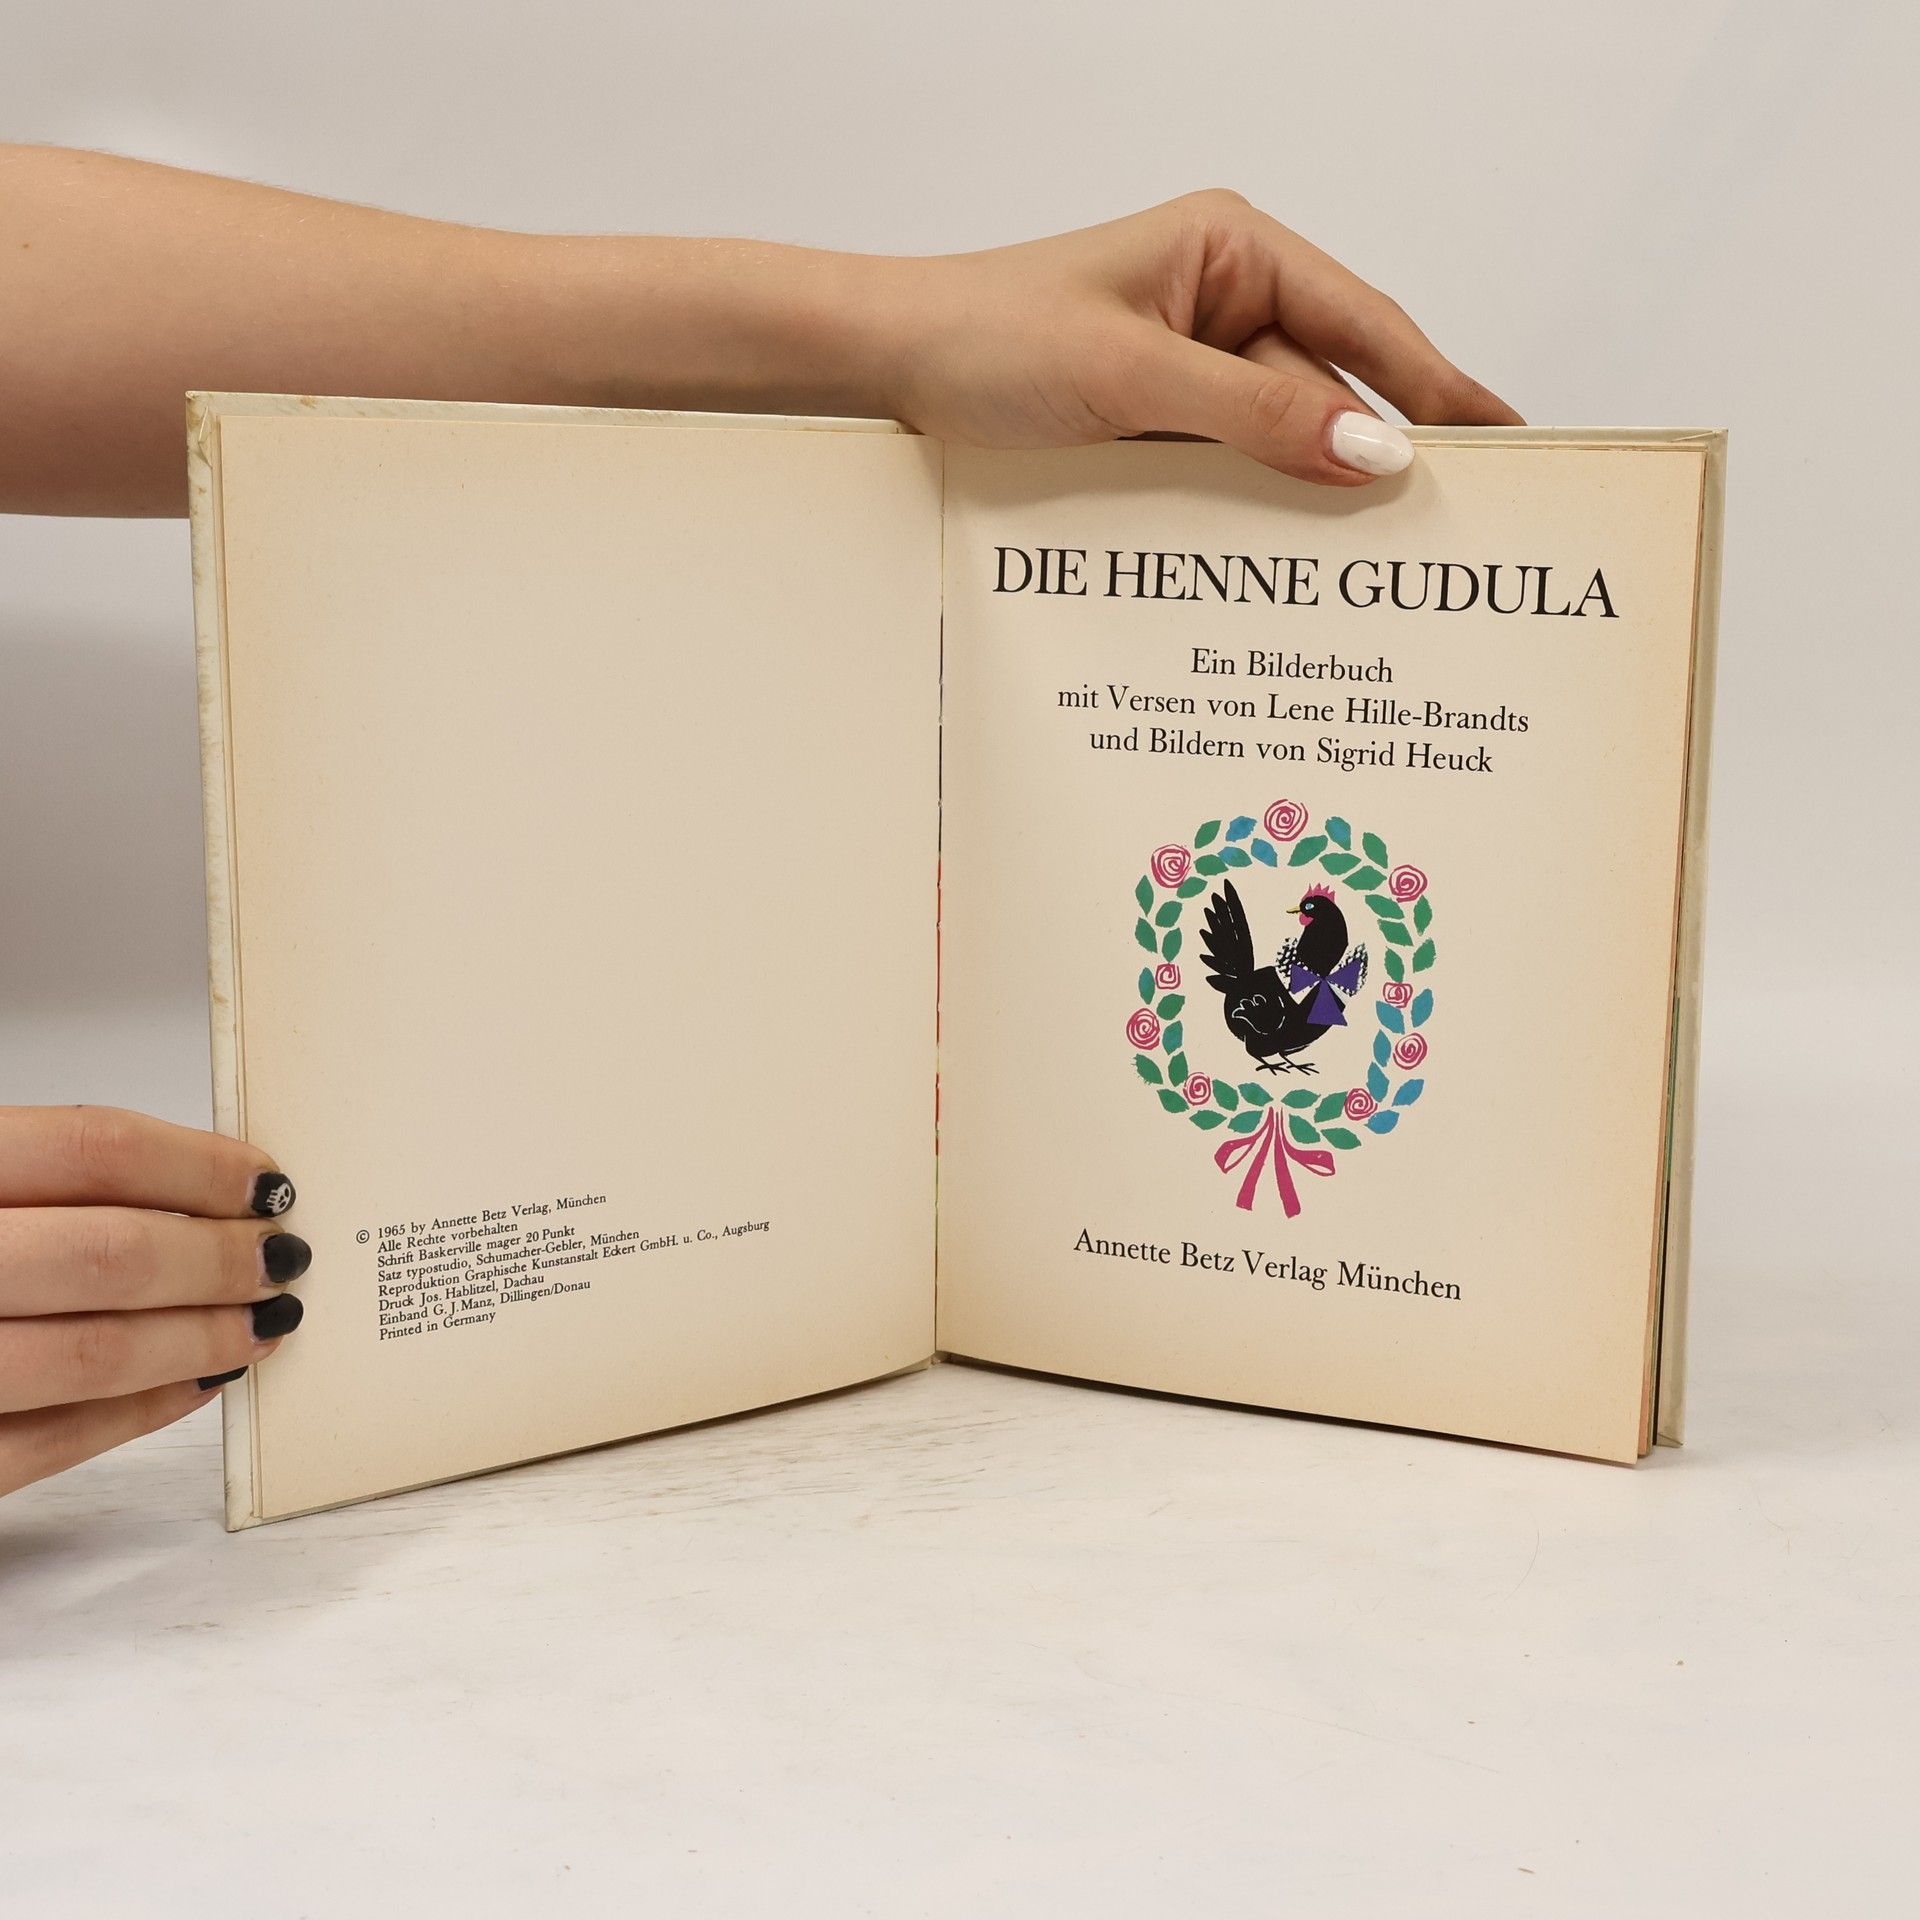 © 1965 by Annette Betz Verlag, München
Alle Rechte vorbehalten
Schrift Baskerville mager 20 Punkt
Satz typostudio, Schumacher-Gebler, München
Reproduktion Graphische Kunstanstalt Eckert GmbH. u. Co., Augsburg
Druck Jos. Hablitzel, Dachau
Einband G. J. Manz, Dillingen/Donau
Printed in Germany
DIE HENNE GUDULA
Ein Bilderbuch
mit Versen von Lene Hille-Brandts
und Bildern von Sigrid Heuck
Annette Betz Verlag München